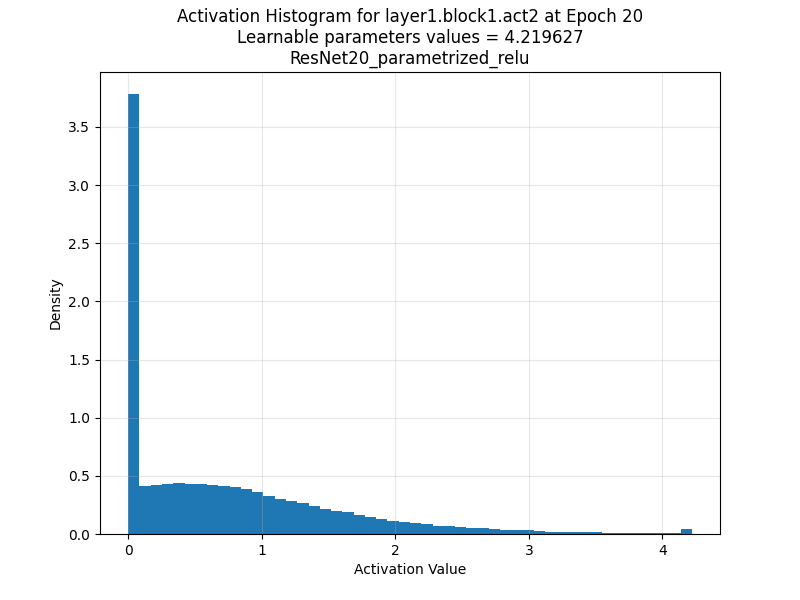 Activation Histogram for layer1.block1.act2 at Epoch 20
Learnable parameters values = 4.219627
ResNet20_parametrized_relu
3.5
3.0
2.5
2.0
1.5
1.0
0.5
0.0
Density
0 1 2 3 4
Activation Value